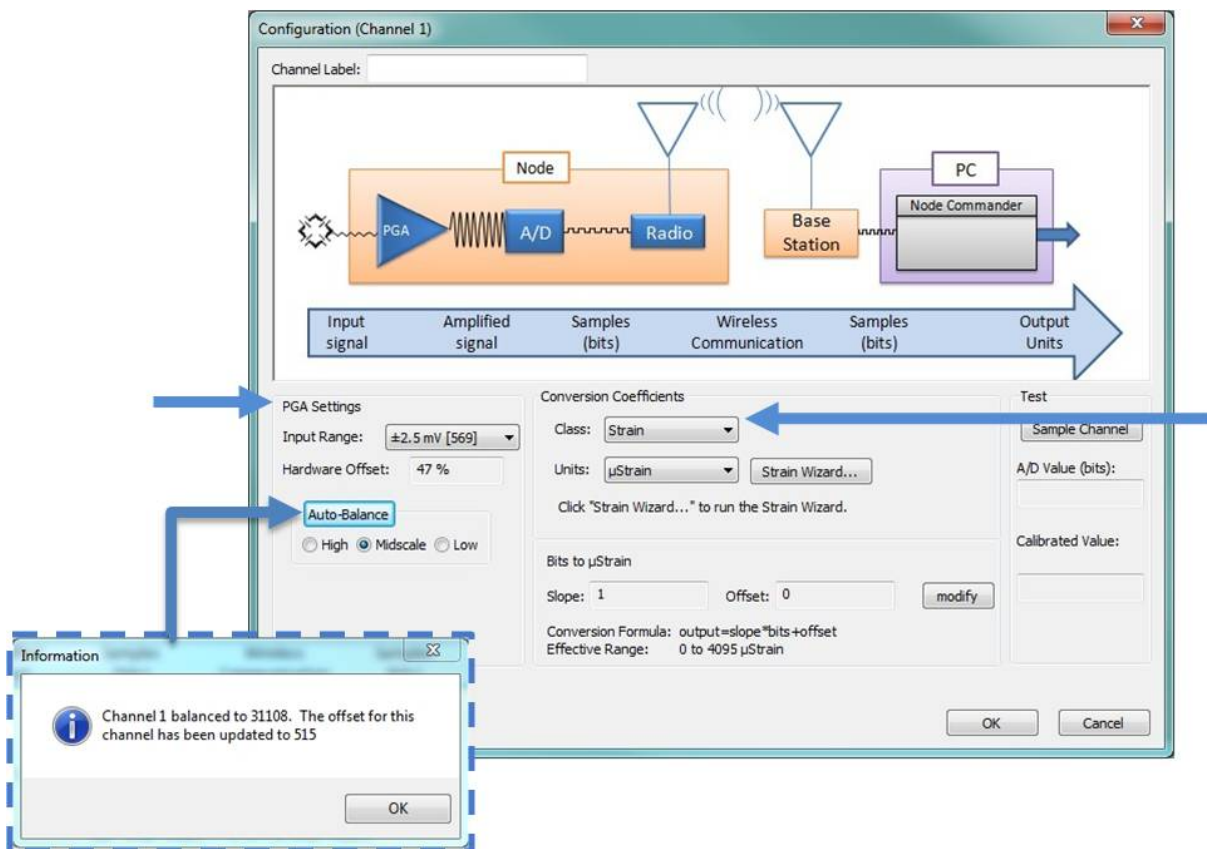 Configuration (Channel 1)
Channel Label:
Node
PC
Node Commander
PGA
A/D
Radio
Base
Station
Input
signal
Amplified
signal
Samples
(bits)
Wireless
Communication
Samples
(bits)
Output
Units
PGA Settings
Input Range: ±2.5 mV [569]
Hardware Offset: 47 %
Auto-Balance
High Midscale Low
Conversion Coefficients
Class: Strain
Units: µStrain Strain Wizard...
Click "Strain Wizard..." to run the Strain Wizard.
Bits to µStrain
Slope: 1 Offset: 0 modify
Conversion Formula: output=slope*bits+offset
Effective Range: 0 to 4095 µStrain
Test
Sample Channel
A/D Value (bits):
Calibrated Value:
OK Cancel
Information
Channel 1 balanced to 31108. The offset for this
channel has been updated to 515
OK